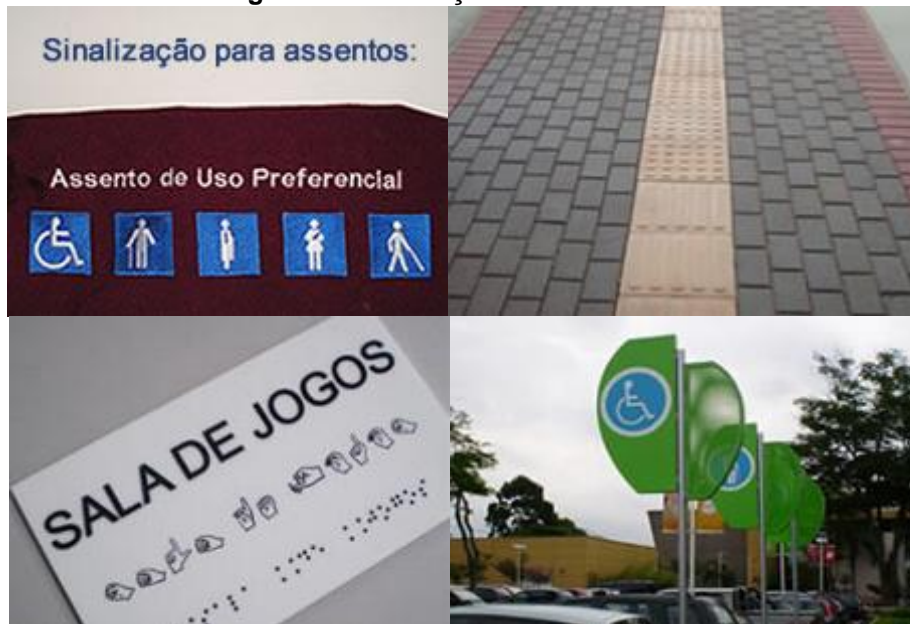 Sinalização para assentos:
Assento de Uso Preferencial
SALA DE JOGOS